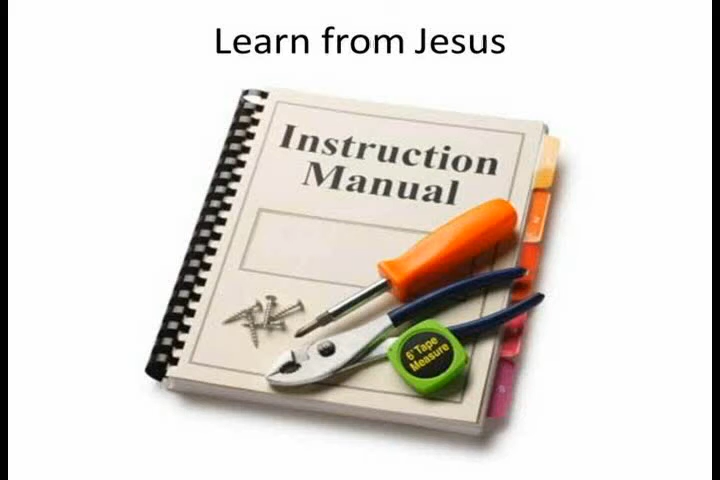 Learn from Jesus
Instruction
Manual
6' Tape
Measure